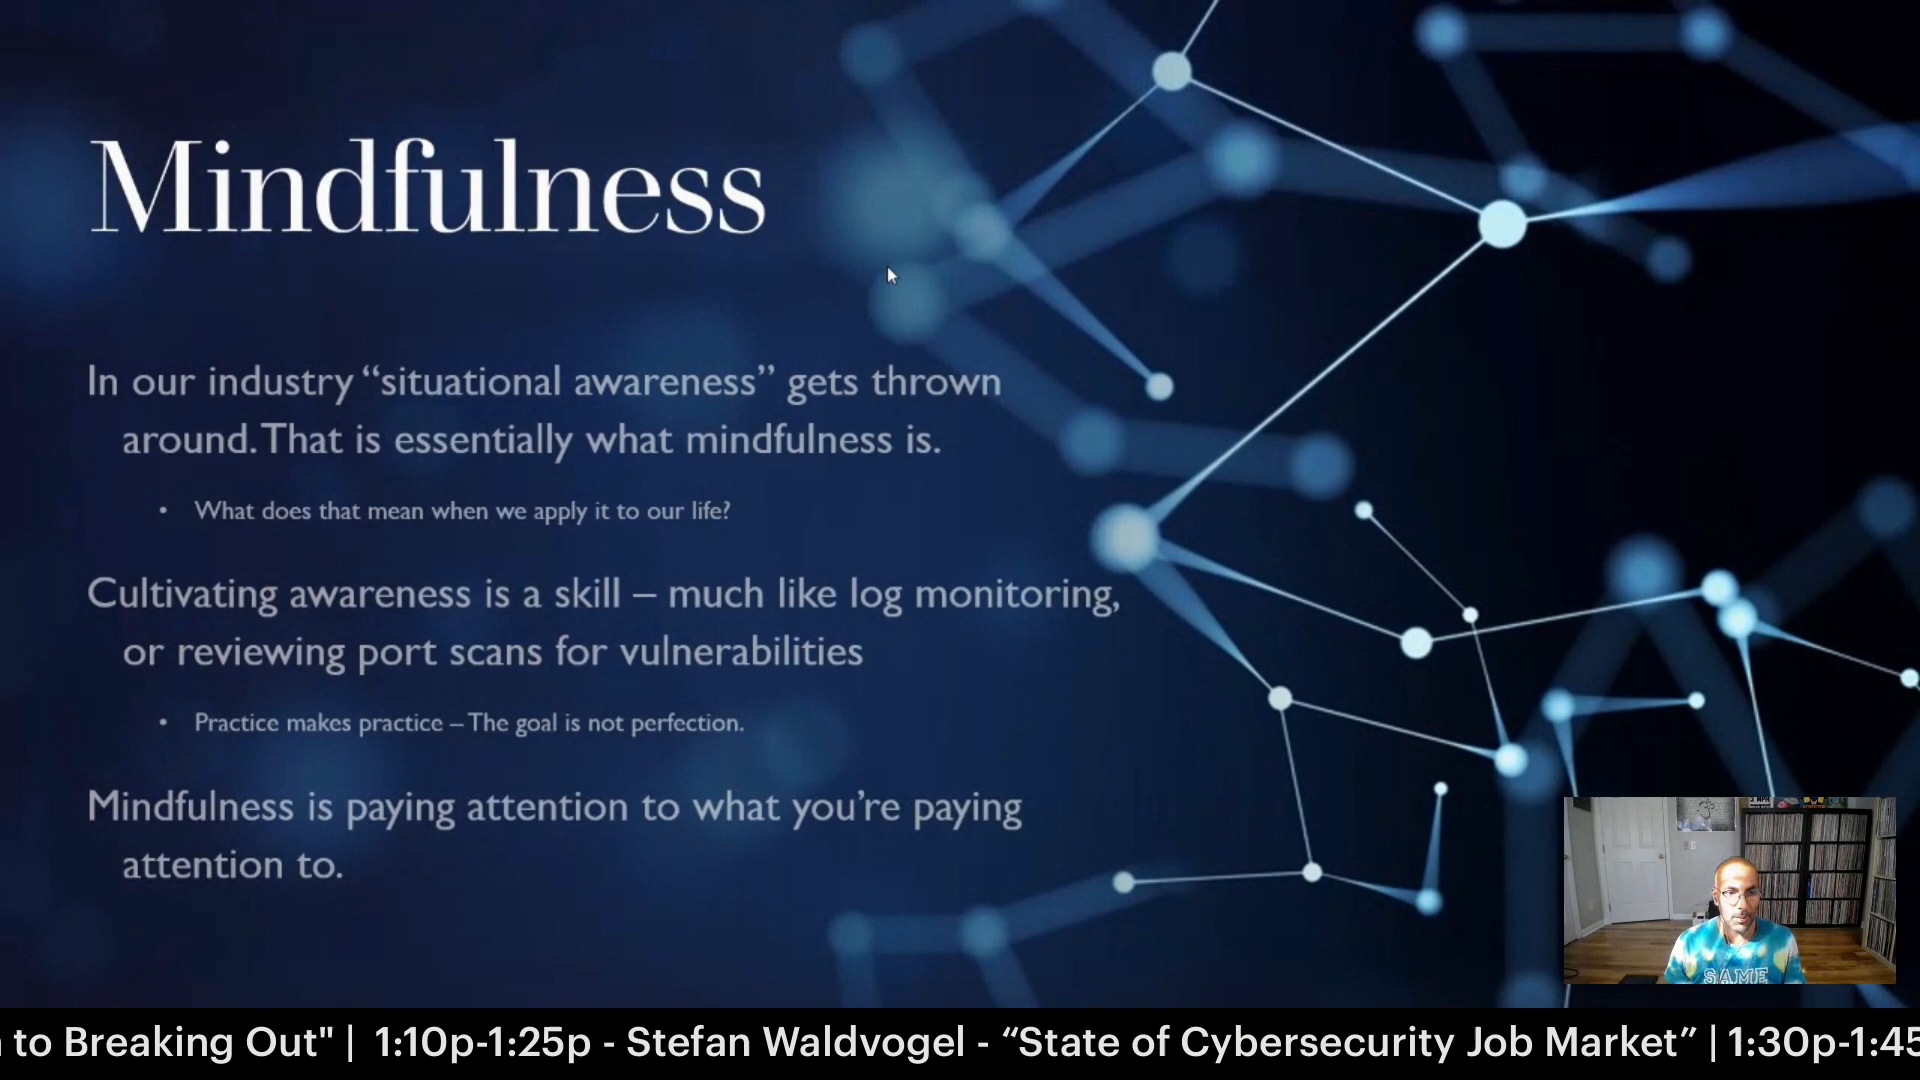 Mindfulness
In our industry “situational awareness” gets thrown
around. That is essentially what mindfulness is.
• What does that mean when we apply it to our life?
Cultivating awareness is a skill – much like log monitoring,
or reviewing port scans for vulnerabilities
• Practice makes practice – The goal is not perfection.
Mindfulness is paying attention to what you’re paying
attention to.
SAME
to Breaking Out" | 1:10p-1:25p - Stefan Waldvogel - “State of Cybersecurity Job Market” | 1:30p-1:45